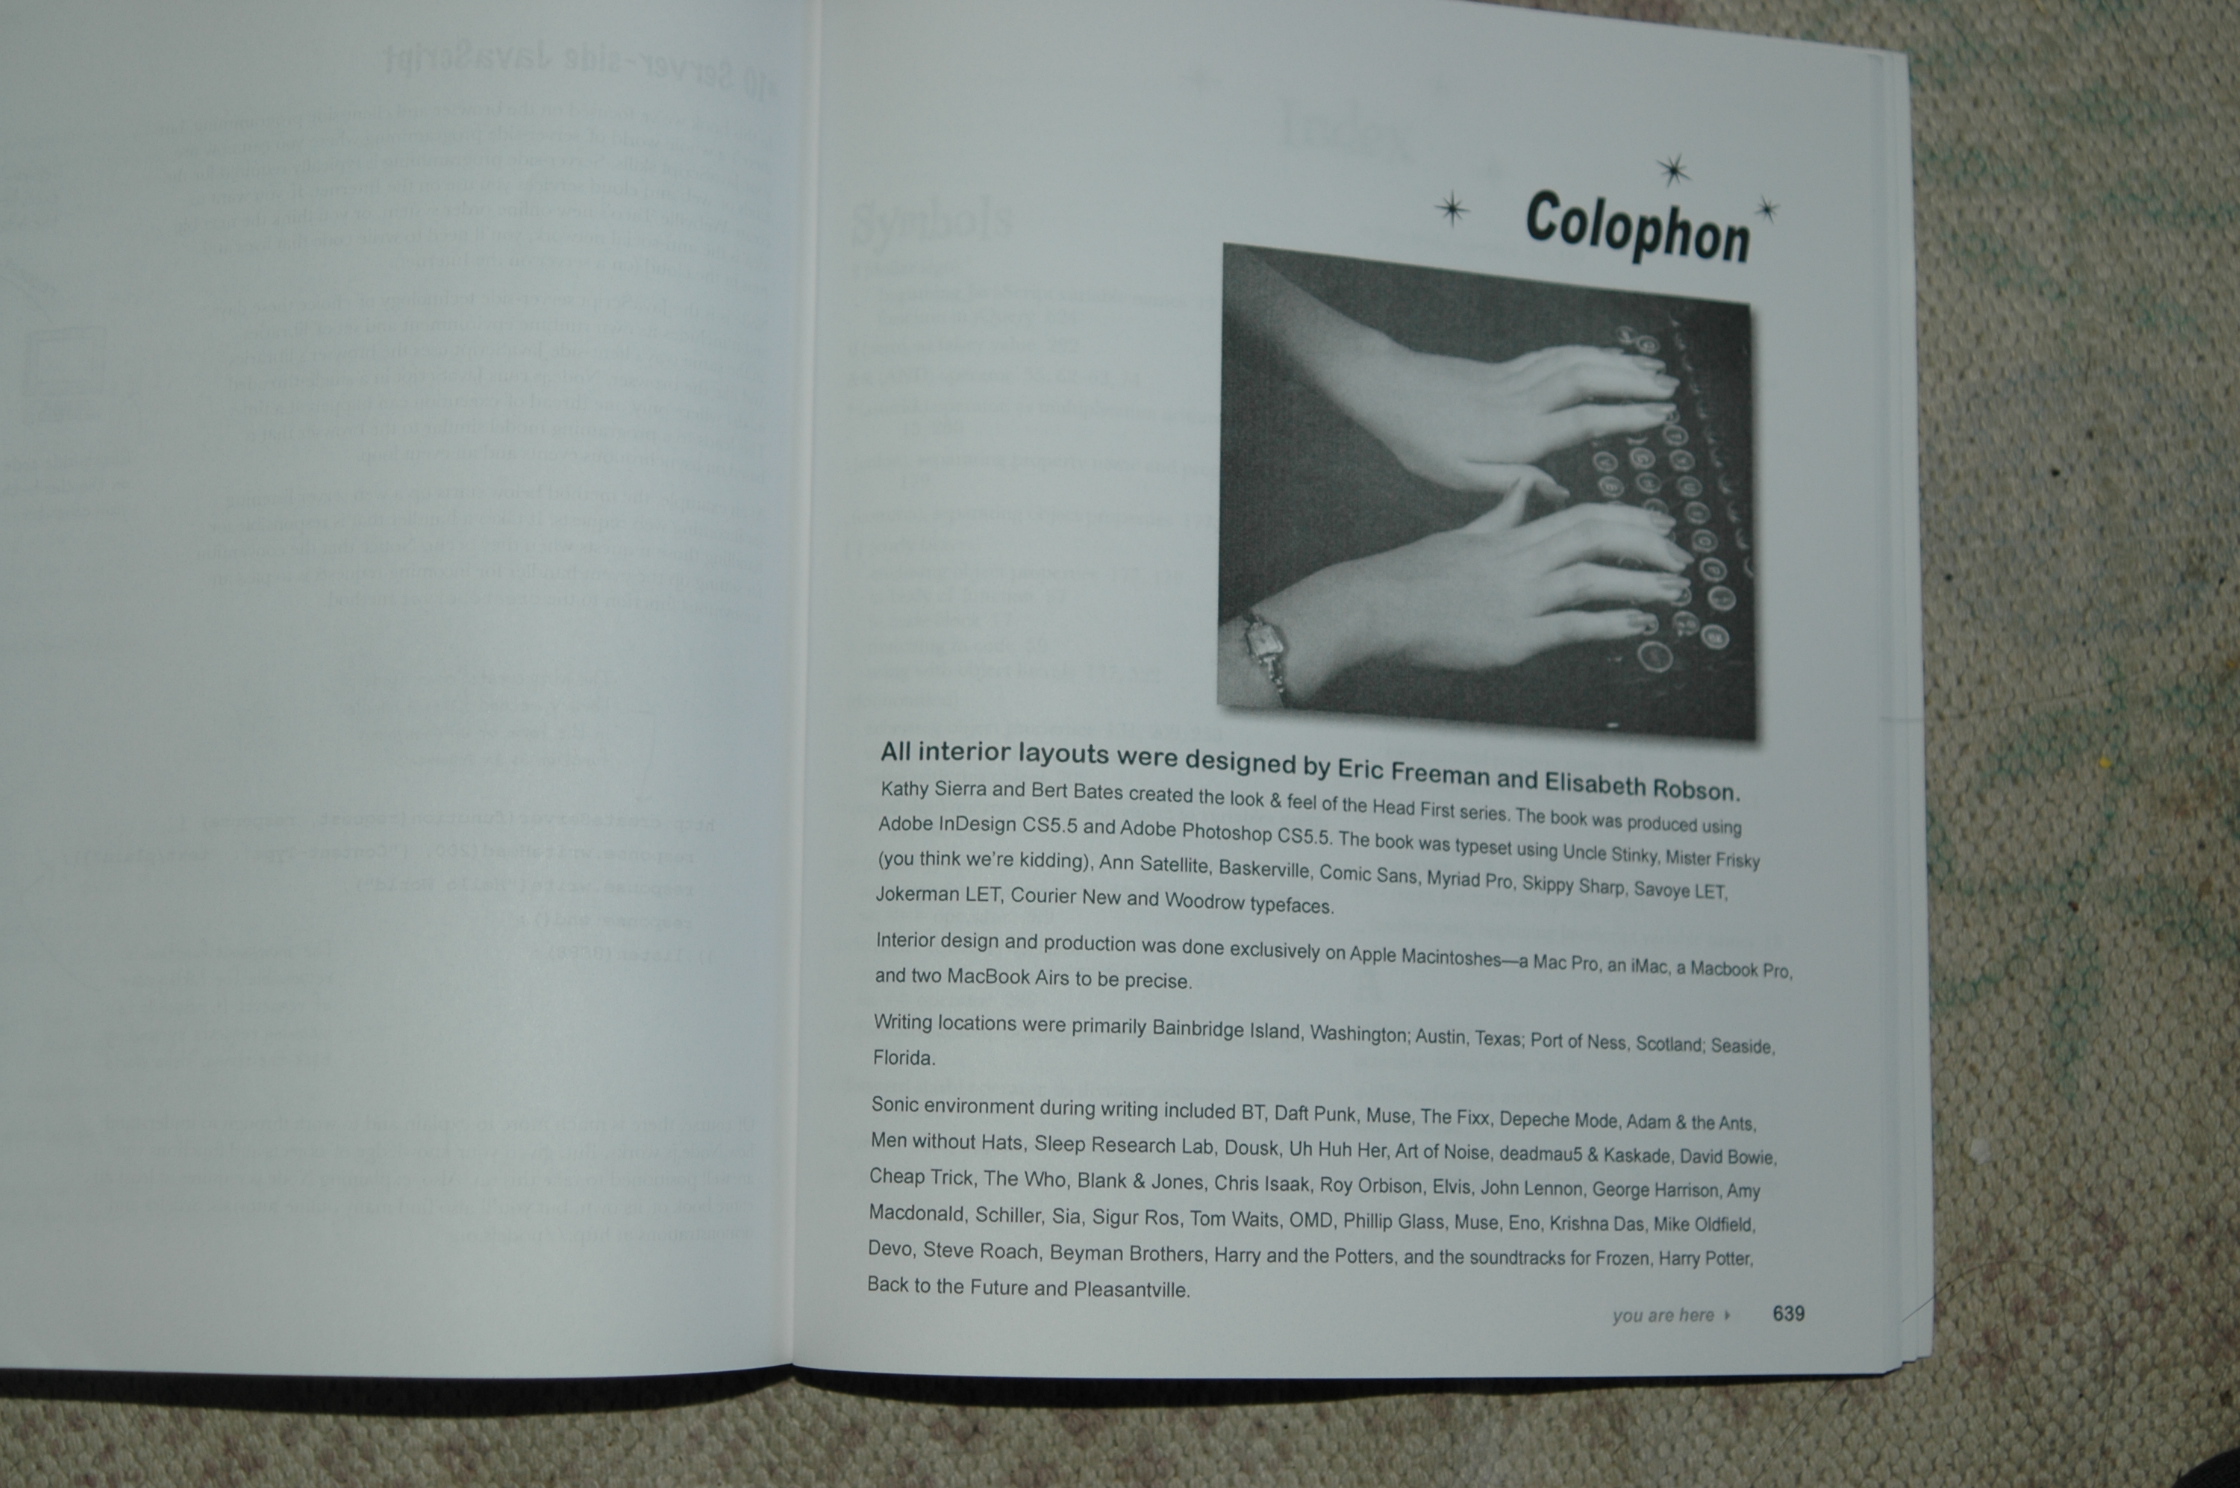 Colophon
All interior layouts were designed by Eric Freeman and Elisabeth Robson.
Kathy Sierra and Bert Bates created the look & feel of the Head First series. The book was produced using
Adobe InDesign CS5.5 and Adobe Photoshop CS5.5. The book was typeset using Uncle Stinky, Mister Frisky
(you think we're kidding), Ann Satellite, Baskerville, Comic Sans, Myriad Pro, Skippy Sharp, Savoye LET,
Jokerman LET, Courier New and Woodrow typefaces.
Interior design and production was done exclusively on Apple Macintoshes—a Mac Pro, an iMac, a Macbook Pro,
and two MacBook Airs to be precise.
Writing locations were primarily Bainbridge Island, Washington; Austin, Texas; Port of Ness, Scotland; Seaside,
Florida.
Sonic environment during writing included BT, Daft Punk, Muse, The Fixx, Depeche Mode, Adam & the Ants,
Men without Hats, Sleep Research Lab, Dousk, Uh Huh Her, Art of Noise, deadmau5 & Kaskade, David Bowie,
Cheap Trick, The Who, Blank & Jones, Chris Isaak, Roy Orbison, Elvis, John Lennon, George Harrison, Amy
Macdonald, Schiller, Sia, Sigur Ros, Tom Waits, OMD, Phillip Glass, Muse, Eno, Krishna Das, Mike Oldfield,
Devo, Steve Roach, Beyman Brothers, Harry and the Potters, and the soundtracks for Frozen, Harry Potter,
Back to the Future and Pleasantville.
you are here ▸ 639